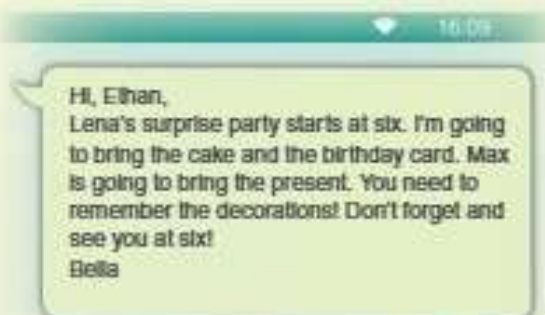 16:09
Hi, Ethan,
Lena's surprise party starts at six. I'm going
to bring the cake and the birthday card. Max
is going to bring the present. You need to
remember the decorations! Don't forget and
see you at six!
Bella